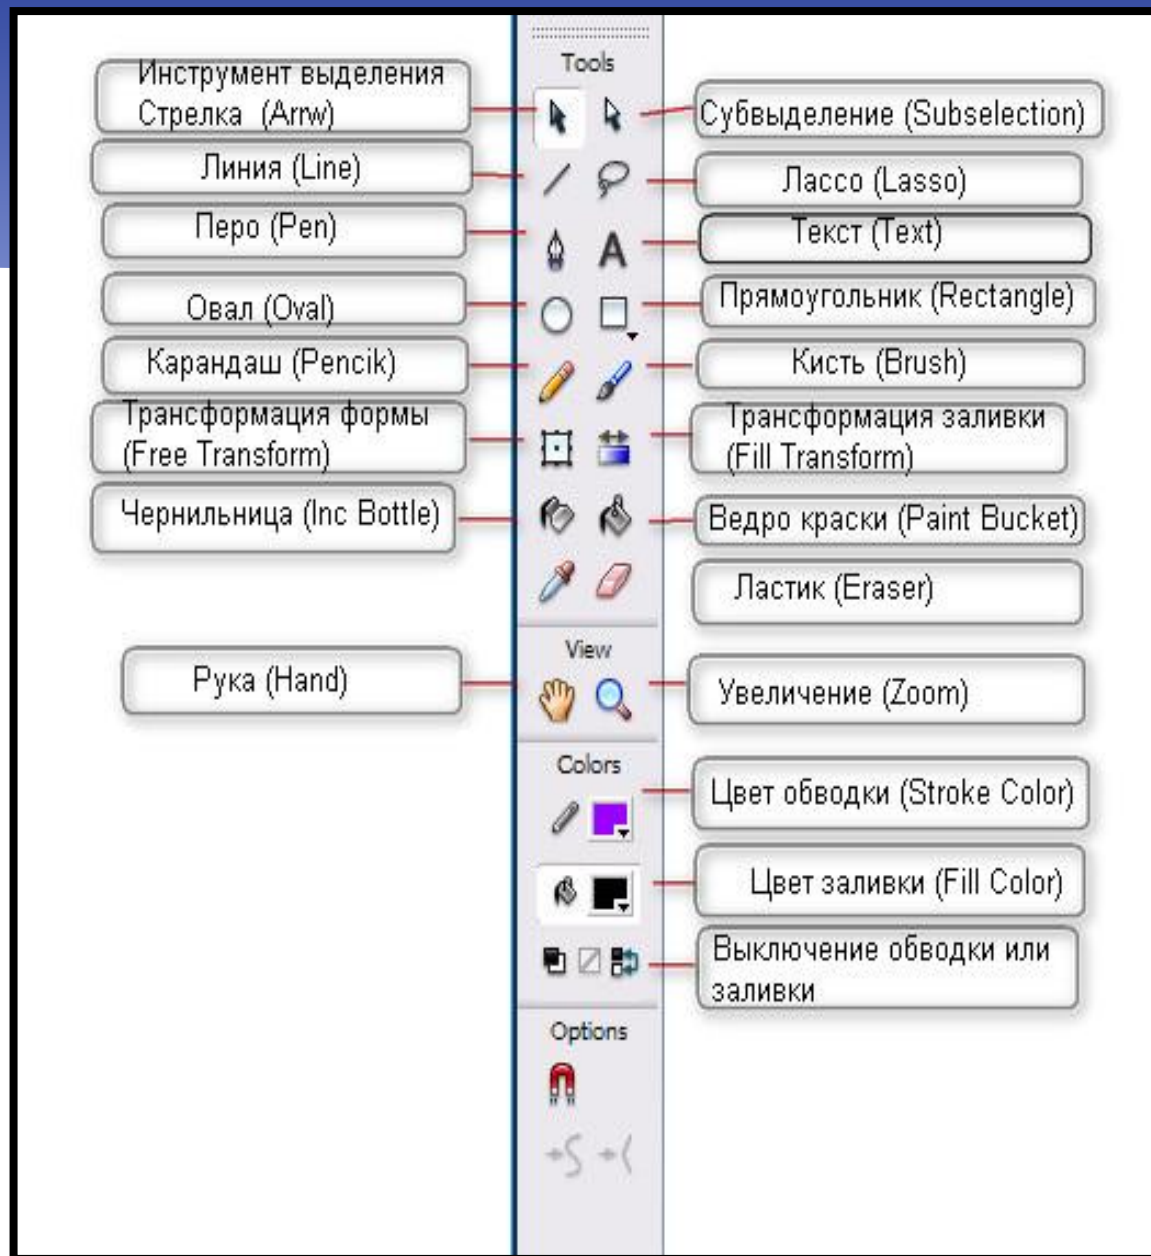 Tools
Инструмент выделения
Стрелка (Arrw)
Субвыделение (Subselection)
Линия (Line)
Лассо (Lasso)
Перо (Pen)
Текст (Text)
Овал (Oval)
Прямоугольник (Rectangle)
Карандаш (Pencik)
Кисть (Brush)
Трансформация формы
(Free Transform)
Трансформация заливки
(Fill Transform)
Чернильница (Inc Bottle)
Ведро краски (Paint Bucket)
Ластик (Eraser)
View
Рука (Hand)
Увеличение (Zoom)
Colors
Цвет обводки (Stroke Color)
Цвет заливки (Fill Color)
Выключение обводки или
заливки
Options